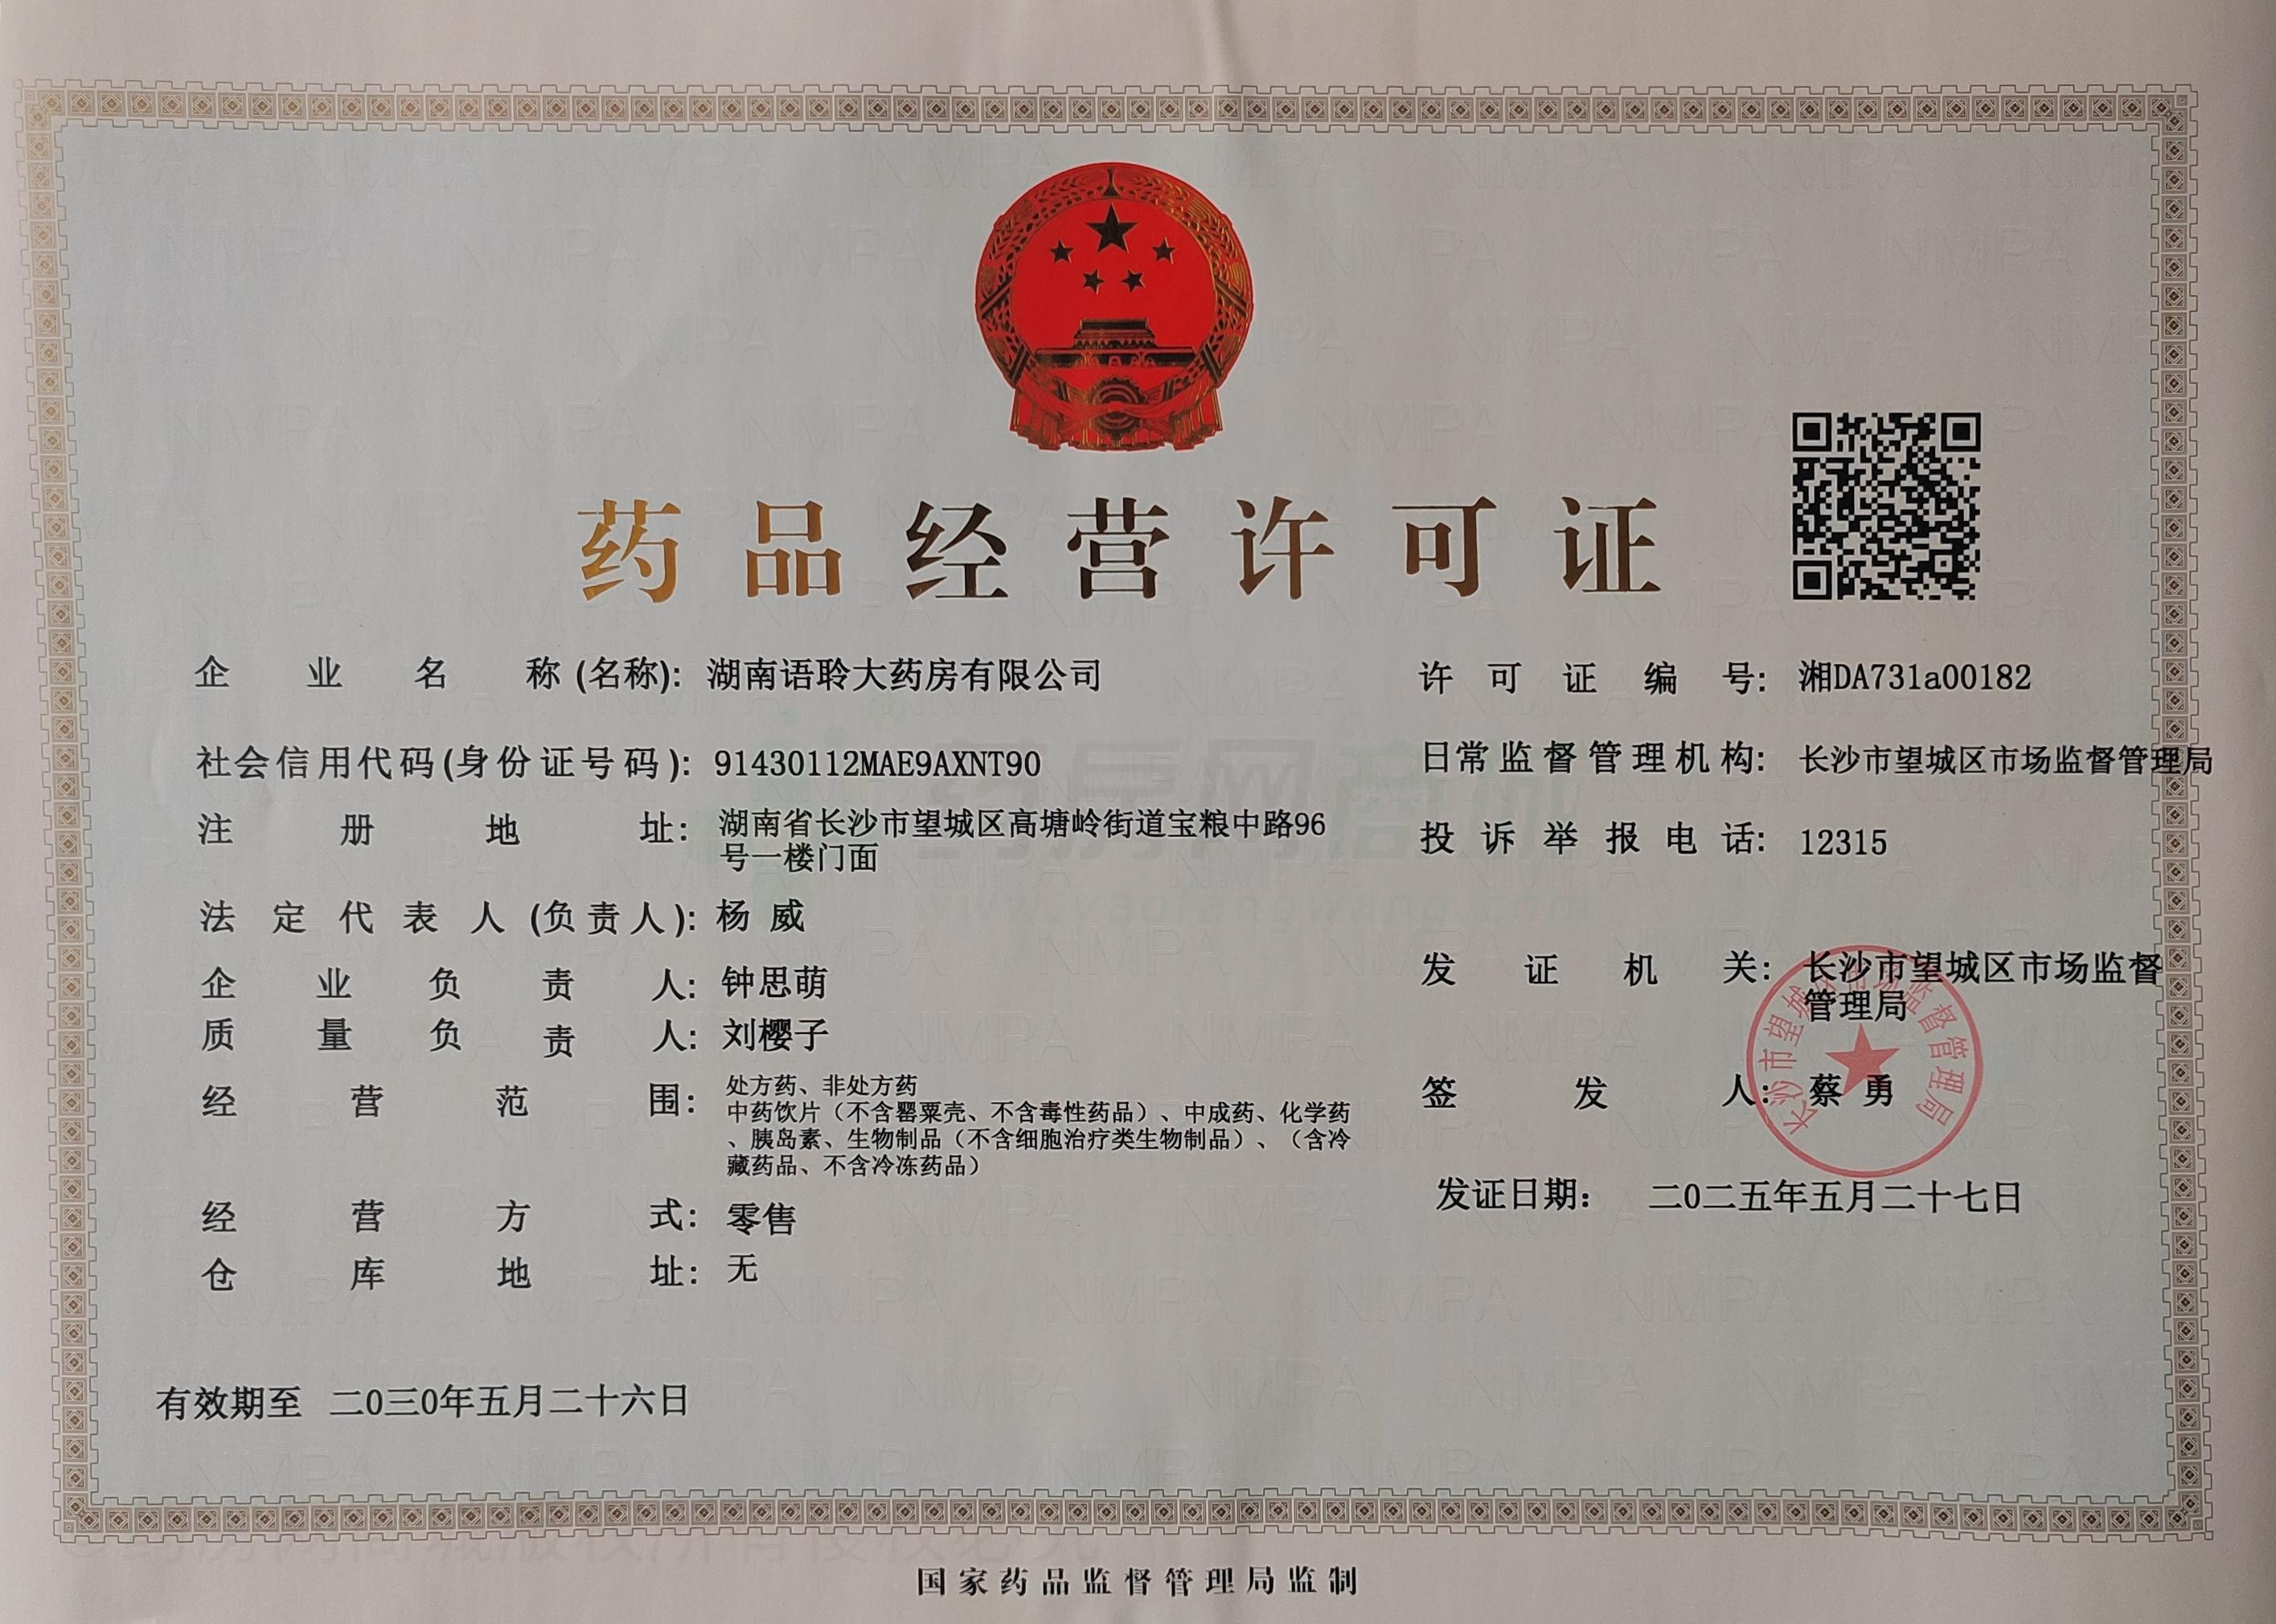 药品经营许可证
企业名称(名称): 湖南语聆大药房有限公司
许可证编号: 湘DA731a00182
社会信用代码(身份证号码): 91430112MAE9AXNT90
日常监督管理机构: 长沙市望城区市场监督管理局
注册地址: 湖南省长沙市望城区高塘岭街道宝粮中路96
号一楼门面
投诉举报电话: 12315
法定代表人(负责人): 杨威
企业负责人: 钟思萌
发证机关: 长沙市望城区市场监督
管理局
质量负责人: 刘樱子
经营范围: 处方药、非处方药
中药饮片（不含罂粟壳、不含毒性药品）、中成药、化学药
、胰岛素、生物制品（不含细胞治疗类生物制品）、（含冷
藏药品、不含冷冻药品）
签发人: 蔡勇
长沙市望城区市场监督管理局
发证日期: 二0二五年五月二十七日
经营方式: 零售
仓库地址: 无
有效期至 二0三0年五月二十六日
国家药品监督管理局监制